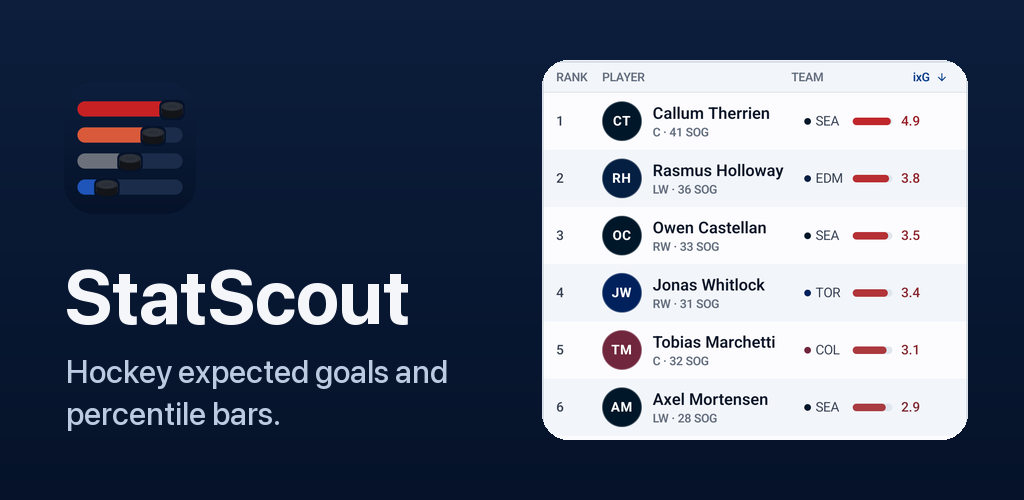 StatScout
Hockey expected goals and
percentile bars.
RANK PLAYER TEAM ixG ↓
1 CT Callum Therrien C · 41 SOG SEA 4.9
2 RH Rasmus Holloway LW · 36 SOG EDM 3.8
3 OC Owen Castellan RW · 33 SOG SEA 3.5
4 JW Jonas Whitlock RW · 31 SOG TOR 3.4
5 TM Tobias Marchetti C · 32 SOG COL 3.1
6 AM Axel Mortensen LW · 28 SOG SEA 2.9